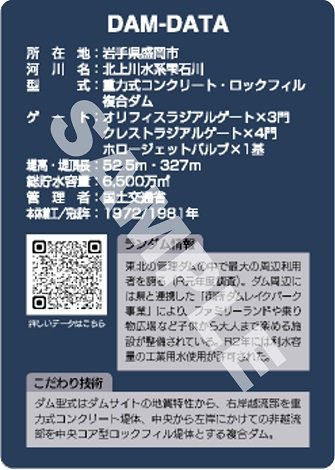 DAM-DATA
所在地:岩手県盛岡市
河川名:北上川水系雫石川
型式:重力式コンクリート・ロックフィル
複合ダム
ゲート:オリフィスラジアルゲート×3門
クレストラジアルゲート×4門
ホロージェットバルブ×1基
堤高・堤頂長:52.5m・327m
総貯水容量:6,500万㎥
管理者:国土交通省
本体着工/完成年:1972/1981年
ランダム情報
東北の管理ダムの中で最大の周辺利用
者を誇る(R元年度調査)。ダム周辺に
は県と連携した「御所ダムレイクパーク
事業」により、ファミリーランドや乗り
物広場など子供から大人まで楽める施
設が整備されている。R2年には利水容
量の工業用水使用が許可された。
詳しいデータはこちら
こだわり技術
ダム型式はダムサイトの地質特性から、右岸越流部を重
力式コンクリート堤体、中央から左岸にかけての非越流
部を中央コア型ロックフィル堤体とする複合ダム。
SAMPLE